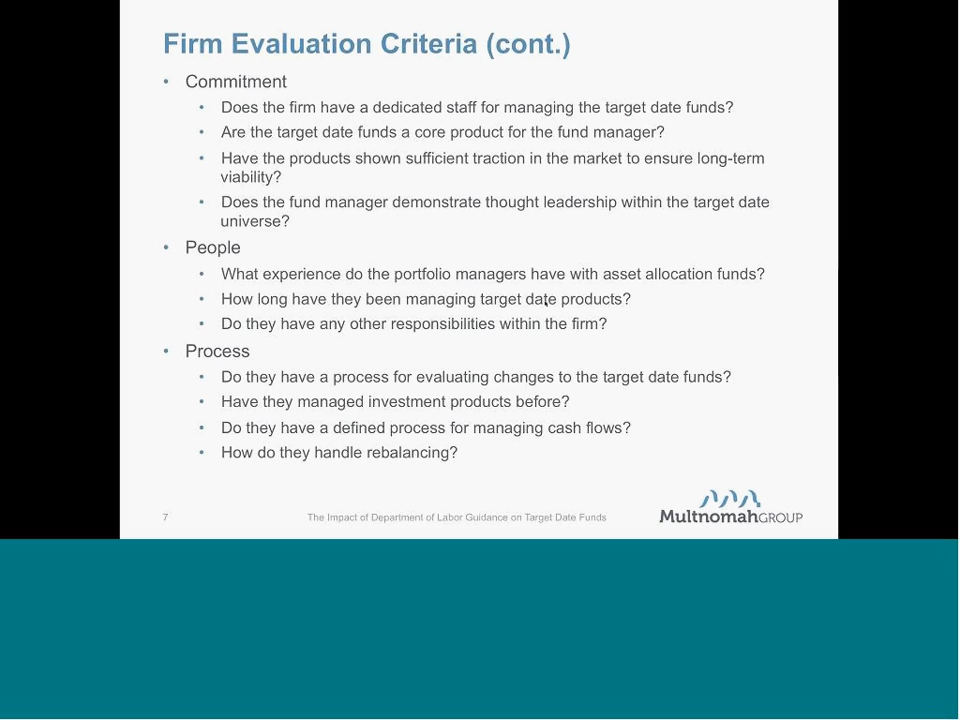 Firm Evaluation Criteria (cont.)
• Commitment
• Does the firm have a dedicated staff for managing the target date funds?
• Are the target date funds a core product for the fund manager?
• Have the products shown sufficient traction in the market to ensure long-term
viability?
• Does the fund manager demonstrate thought leadership within the target date
universe?
• People
• What experience do the portfolio managers have with asset allocation funds?
• How long have they been managing target date products?
• Do they have any other responsibilities within the firm?
• Process
• Do they have a process for evaluating changes to the target date funds?
• Have they managed investment products before?
• Do they have a defined process for managing cash flows?
• How do they handle rebalancing?
7
The Impact of Department of Labor Guidance on Target Date Funds
MultnomahGROUP